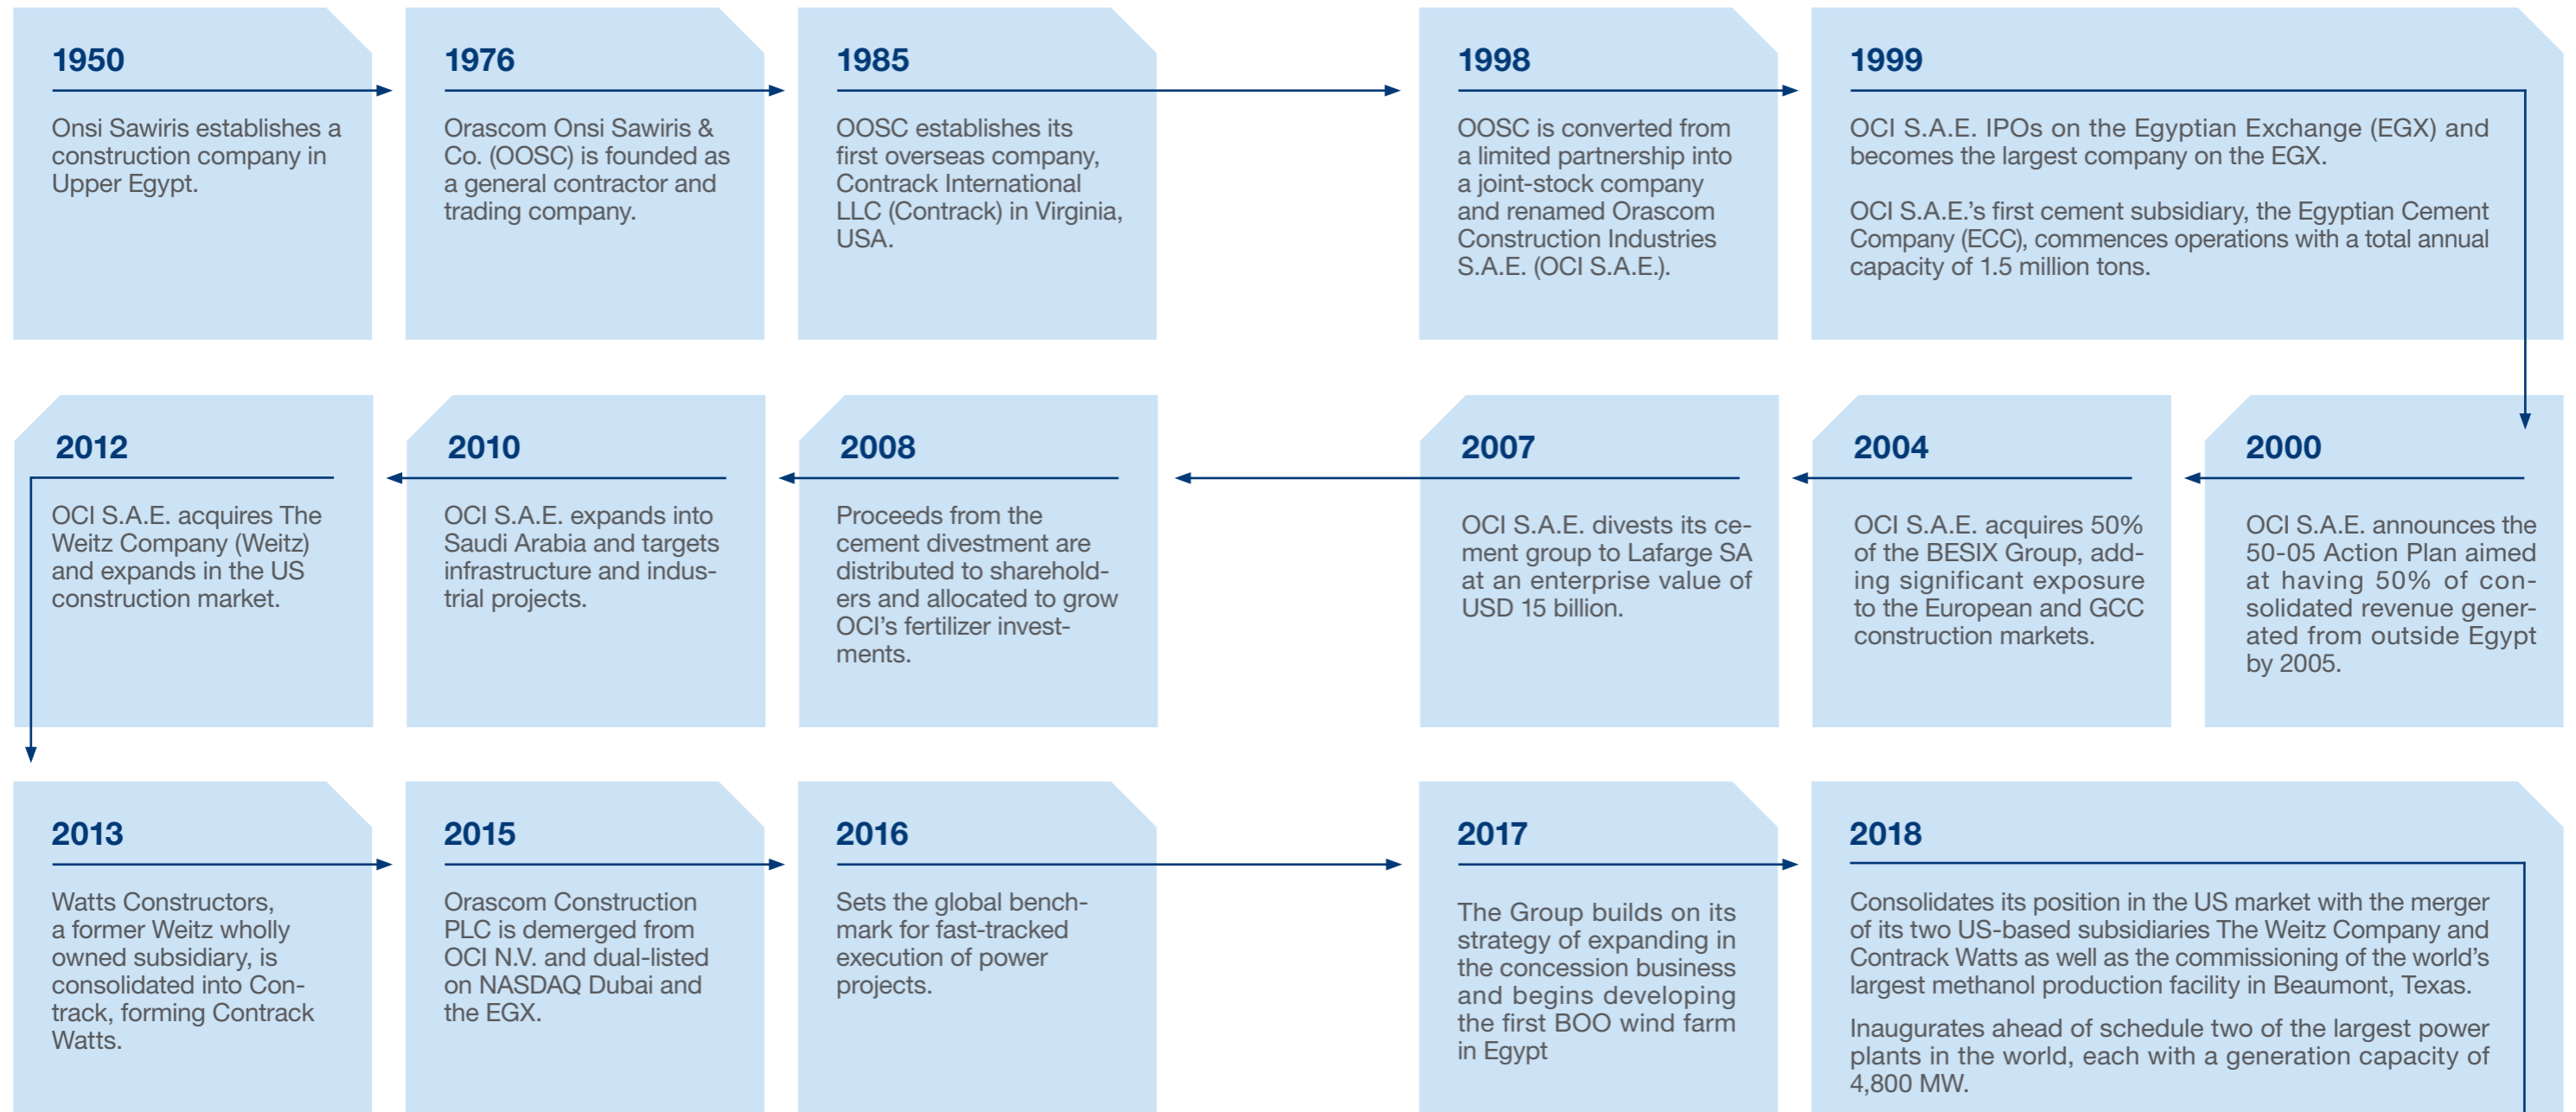 1950
Onsi Sawiris establishes a
construction company in
Upper Egypt.
1976
Orascom Onsi Sawiris &
Co. (OOSC) is founded as
a general contractor and
trading company.
1985
OOSC establishes its
first overseas company,
Contrack International
LLC (Contrack) in Virginia,
USA.
1998
OOSC is converted from
a limited partnership into
a joint-stock company
and renamed Orascom
Construction Industries
S.A.E. (OCI S.A.E.).
1999
OCI S.A.E. IPOs on the Egyptian Exchange (EGX) and
becomes the largest company on the EGX.
OCI S.A.E.'s first cement subsidiary, the Egyptian Cement
Company (ECC), commences operations with a total annual
capacity of 1.5 million tons.
2000
OCI S.A.E. announces the
50-05 Action Plan aimed
at having 50% of con-
solidated revenue gener-
ated from outside Egypt
by 2005.
2004
OCI S.A.E. acquires 50%
of the BESIX Group, add-
ing significant exposure
to the European and GCC
construction markets.
2007
OCI S.A.E. divests its ce-
ment group to Lafarge SA
at an enterprise value of
USD 15 billion.
2008
Proceeds from the
cement divestment are
distributed to sharehold-
ers and allocated to grow
OCI's fertilizer invest-
ments.
2010
OCI S.A.E. expands into
Saudi Arabia and targets
infrastructure and indus-
trial projects.
2012
OCI S.A.E. acquires The
Weitz Company (Weitz)
and expands in the US
construction market.
2013
Watts Constructors,
a former Weitz wholly
owned subsidiary, is
consolidated into Con-
track, forming Contrack
Watts.
2015
Orascom Construction
PLC is demerged from
OCI N.V. and dual-listed
on NASDAQ Dubai and
the EGX.
2016
Sets the global bench-
mark for fast-tracked
execution of power
projects.
2017
The Group builds on its
strategy of expanding in
the concession business
and begins developing
the first BOO wind farm
in Egypt
2018
Consolidates its position in the US market with the merger
of its two US-based subsidiaries The Weitz Company and
Contrack Watts as well as the commissioning of the world's
largest methanol production facility in Beaumont, Texas.
Inaugurates ahead of schedule two of the largest power
plants in the world, each with a generation capacity of
4,800 MW.